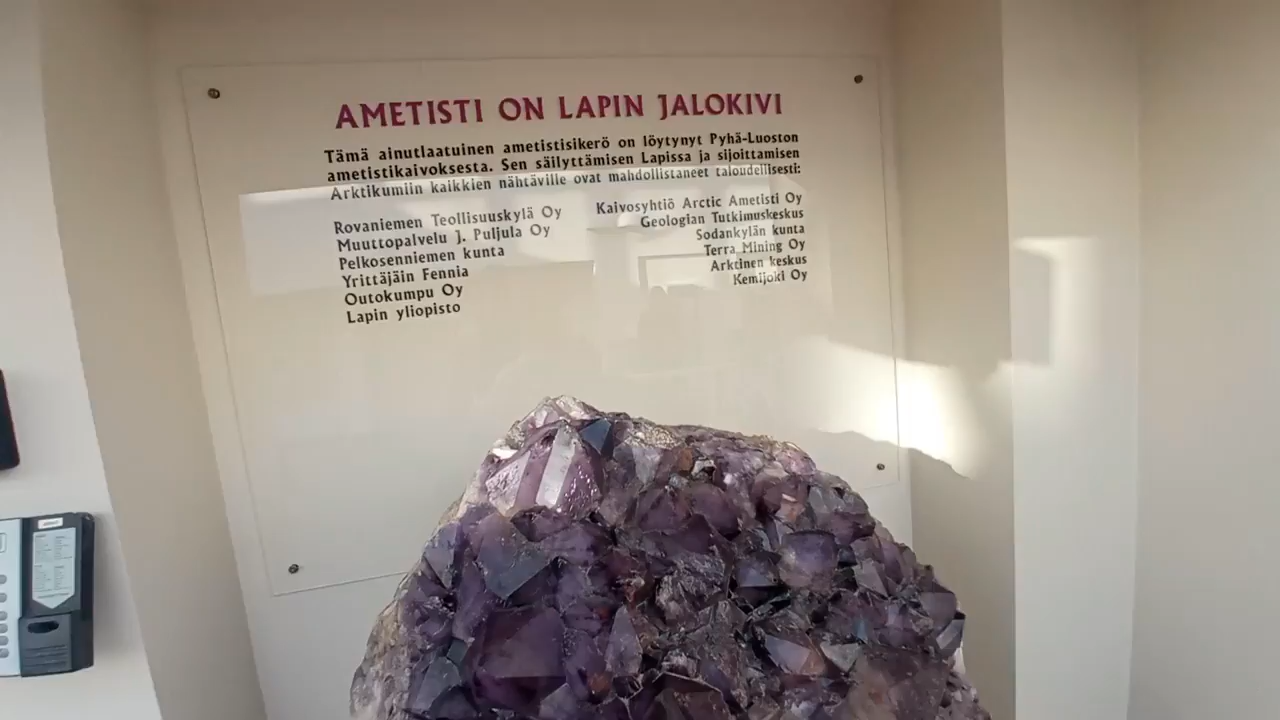 AMETISTI ON LAPIN JALOKIVI
Tämä ainutlaatuinen ametistisikerö on löytynyt Pyhä-Luoston
ametistikaivoksesta. Sen säilyttämisen Lapissa ja sijoittamisen
Arktikumiin kaikkien nähtäville ovat mahdollistaneet taloudellisesti:
Rovaniemen Teollisuuskylä Oy
Muuttopalvelu J. Puljula Oy
Pelkosenniemen kunta
Yrittäjäin Fennia
Outokumpu Oy
Lapin yliopisto
Kaivosyhtiö Arctic Ametisti Oy
Geologian Tutkimuskeskus
Sodankylän kunta
Terra Mining Oy
Arktinen keskus
Kemijoki Oy